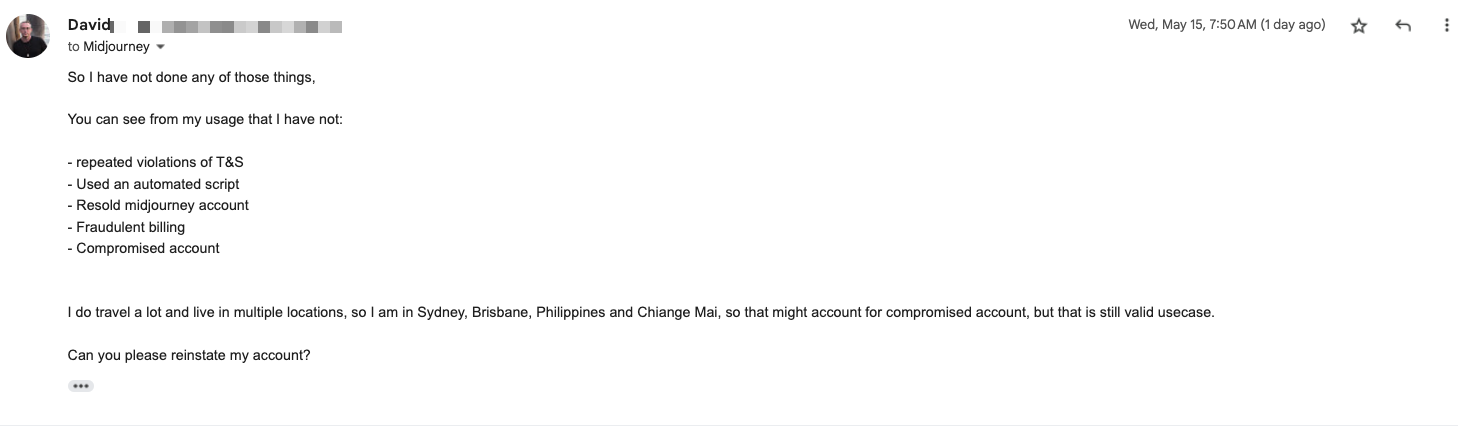 David
Wed, May 15, 7:50 AM (1 day ago)
to Midjourney
So I have not done any of those things,
You can see from my usage that I have not:
- repeated violations of T&S
- Used an automated script
- Resold midjourney account
- Fraudulent billing
- Compromised account
I do travel a lot and live in multiple locations, so I am in Sydney, Brisbane, Philippines and Chiange Mai, so that might account for compromised account, but that is still valid usecase.
Can you please reinstate my account?